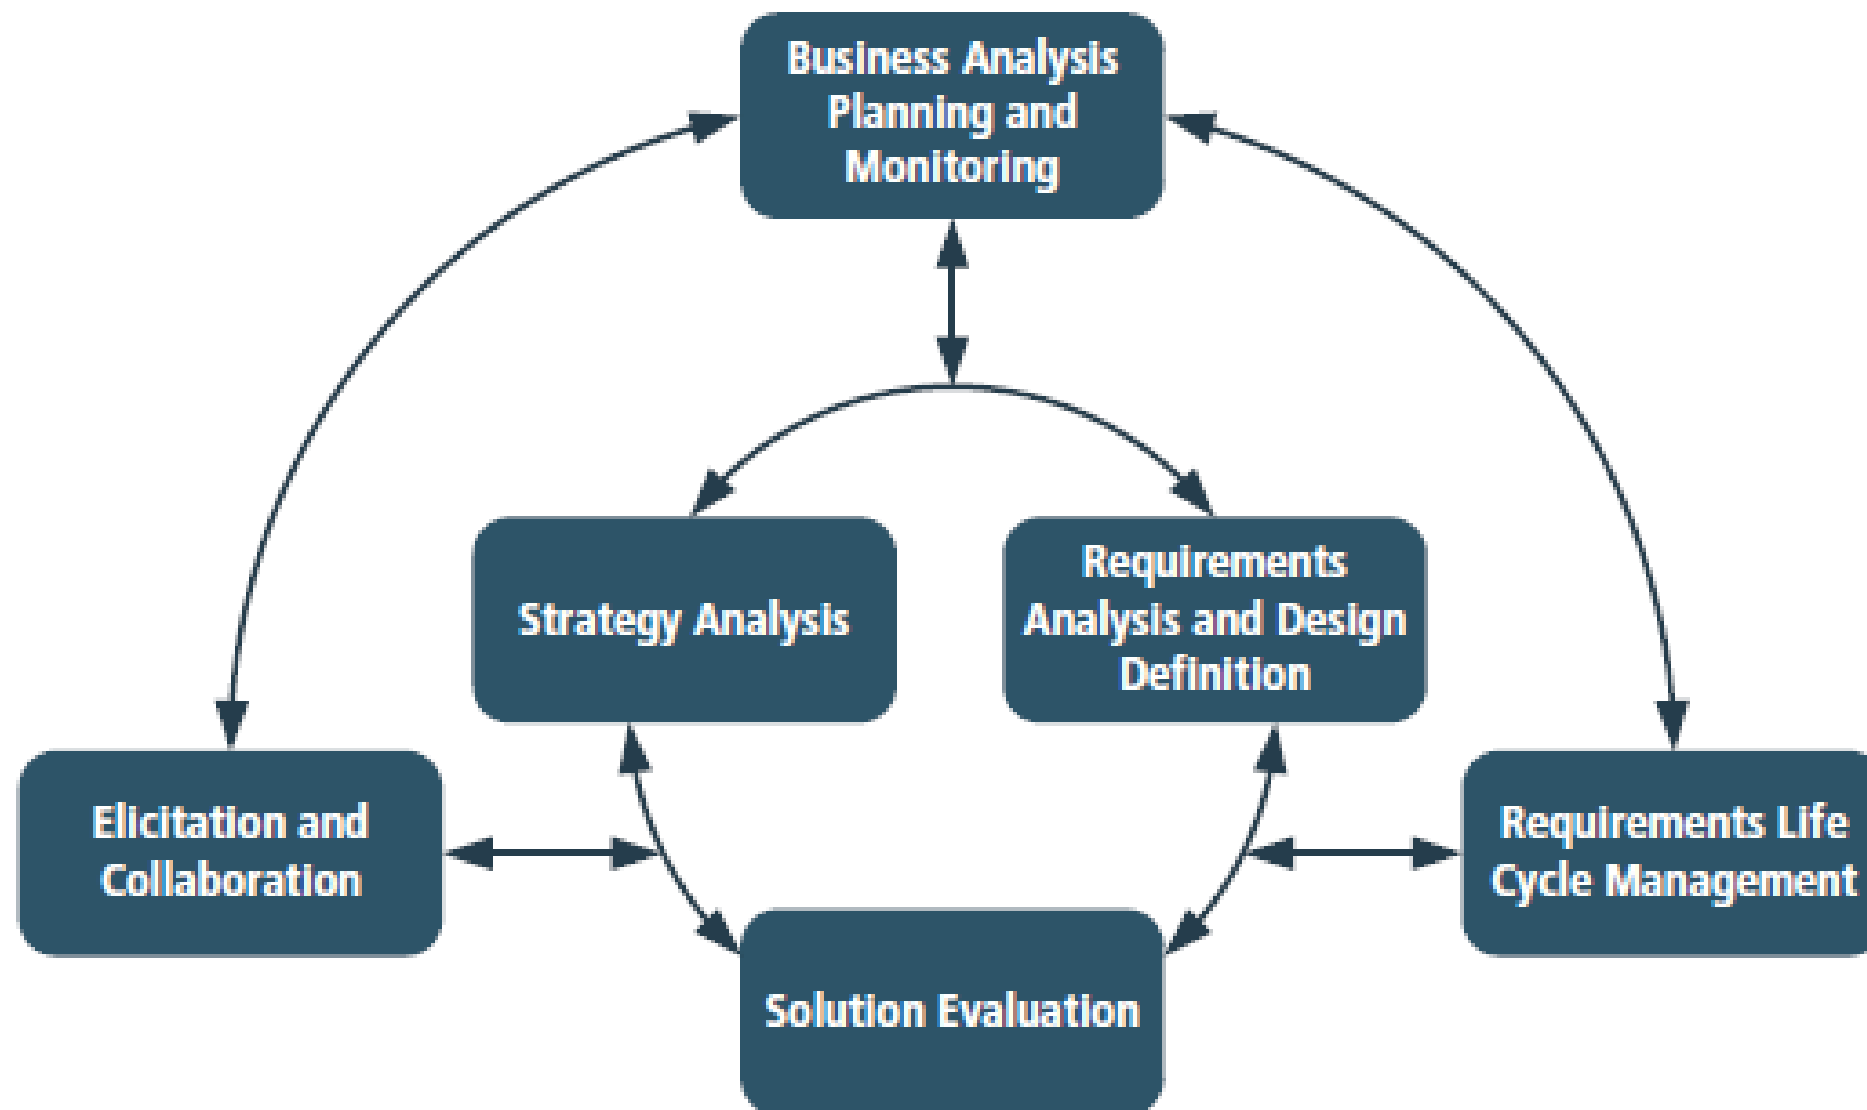 Business Analysis
Planning and
Monitoring
Strategy Analysis
Requirements
Analysis and Design
Definition
Elicitation and
Collaboration
Requirements Life
Cycle Management
Solution Evaluation